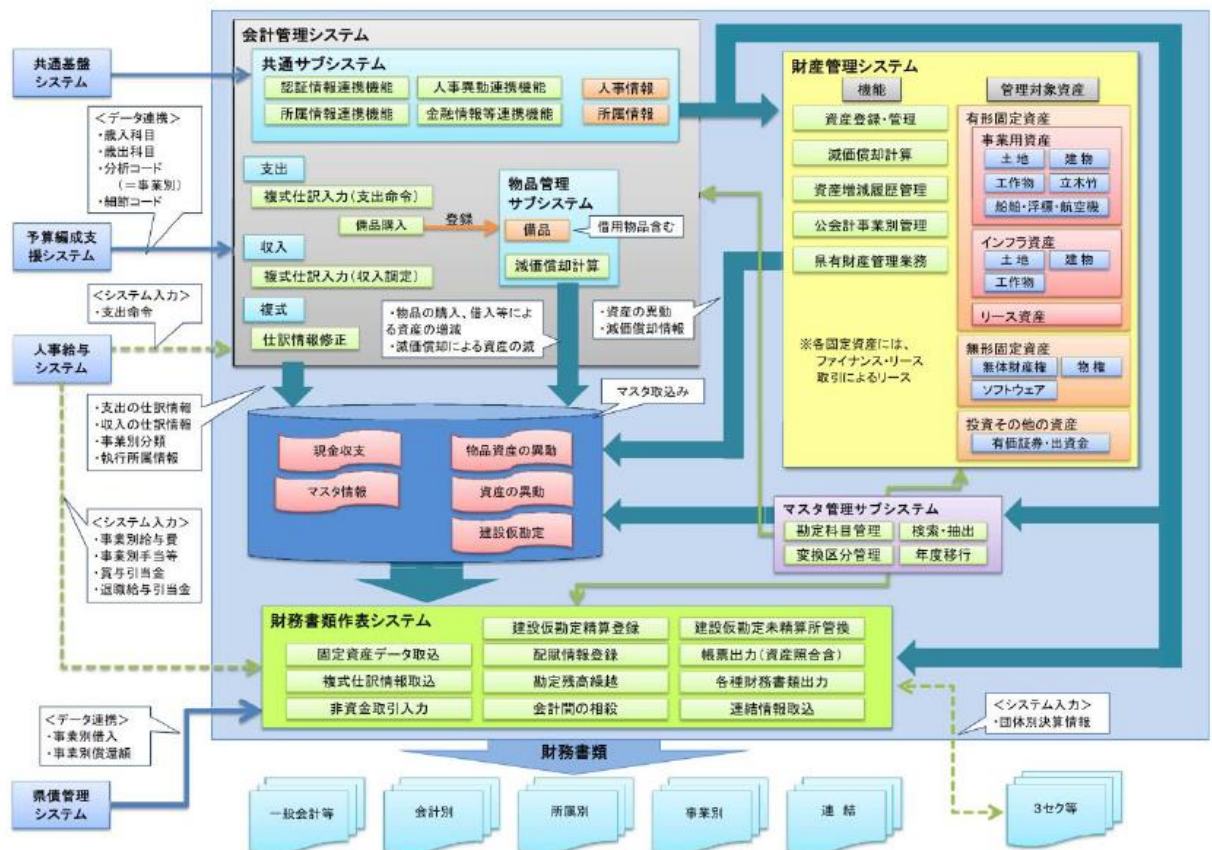 会計管理システム
共通サブシステム
認証情報連携機能
人事異動連携機能
人事情報
所属情報連携機能
金融情報等連携機能
所属情報
支出
複式仕訳入力(支出命令)
備品購入
登録
物品管理
サブシステム
備品
借用物品含む
減価償却計算
収入
複式仕訳入力(収入調定)
複式
仕訳情報修正
・物品の購入、借入等によ
る資産の増減
・減価償却による資産の減
・資産の異動
・減価償却情報
共通基盤
システム
<データ連携>
・歳入科目
・歳出科目
・分析コード
(=事業別)
・細節コード
予算編成支
援システム
<システム入力>
・支出命令
人事給与
システム
・支出の仕訳情報
・収入の仕訳情報
・事業別分類
・執行所属情報
<システム入力>
・事業別給与費
・事業別手当等
・賞与引当金
・退職給与引当金
<データ連携>
・事業別借入
・事業別償還額
県債管理
システム
財産管理システム
機能
資産登録・管理
減価償却計算
資産増減履歴管理
公会計事業別管理
県有財産管理業務
※各固定資産には、
ファイナンス・リース
取引によるリース
管理対象資産
有形固定資産
事業用資産
土地
建物
工作物
立木竹
船舶・浮標・航空機
インフラ資産
土地
建物
工作物
リース資産
無形固定資産
無体財産権
物権
ソフトウェア
投資その他の資産
有価証券・出資金
マスタ取込み
現金収支
物品資産の異動
マスタ情報
資産の異動
建設仮勘定
マスタ管理サブシステム
勘定科目管理
検索・抽出
変換区分管理
年度移行
財務書類作表システム
建設仮勘定精算登録
建設仮勘定未精算所管換
固定資産データ取込
配賦情報登録
帳票出力(資産照合含)
複式仕訳情報取込
勘定残高繰越
各種財務書類出力
非資金取引入力
会計間の相殺
連結情報取込
<システム入力>
・団体別決算情報
財務書類
一般会計等
会計別
所属別
事業別
連 結
3セク等